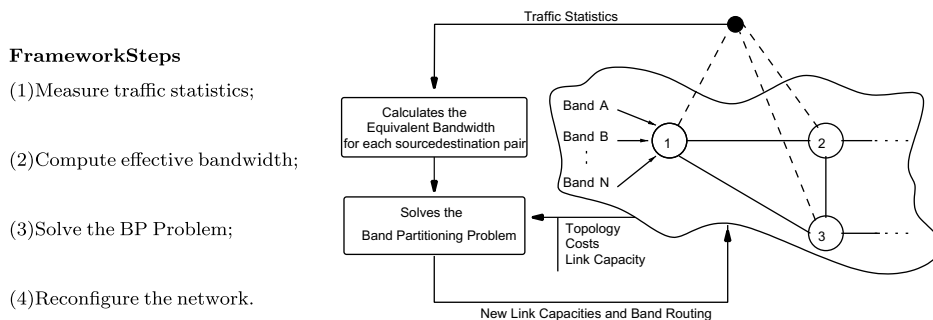 FrameworkSteps
(1)Measure traffic statistics;
(2)Compute effective bandwidth;
(3)Solve the BP Problem;
(4)Reconfigure the network.
Traffic Statistics
Calculates the
Equivalent Bandwidth
for each sourcedestination pair
Solves the
Band Partitioning Problem
Topology
Costs
Link Capacity
New Link Capacities and Band Routing
Band A
Band B
Band N
1
2
3